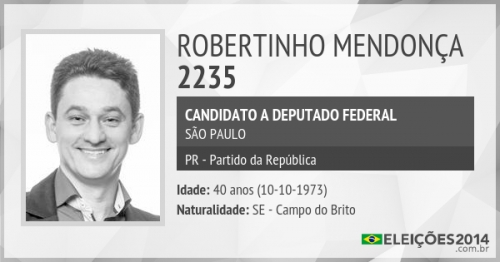 ROBERTINHO MENDONÇA
2235
CANDIDATO A DEPUTADO FEDERAL
SÃO PAULO
PR - Partido da República
Idade: 40 anos (10-10-1973)
Naturalidade: SE - Campo do Brito
ELEIÇÕES2014
.com.br